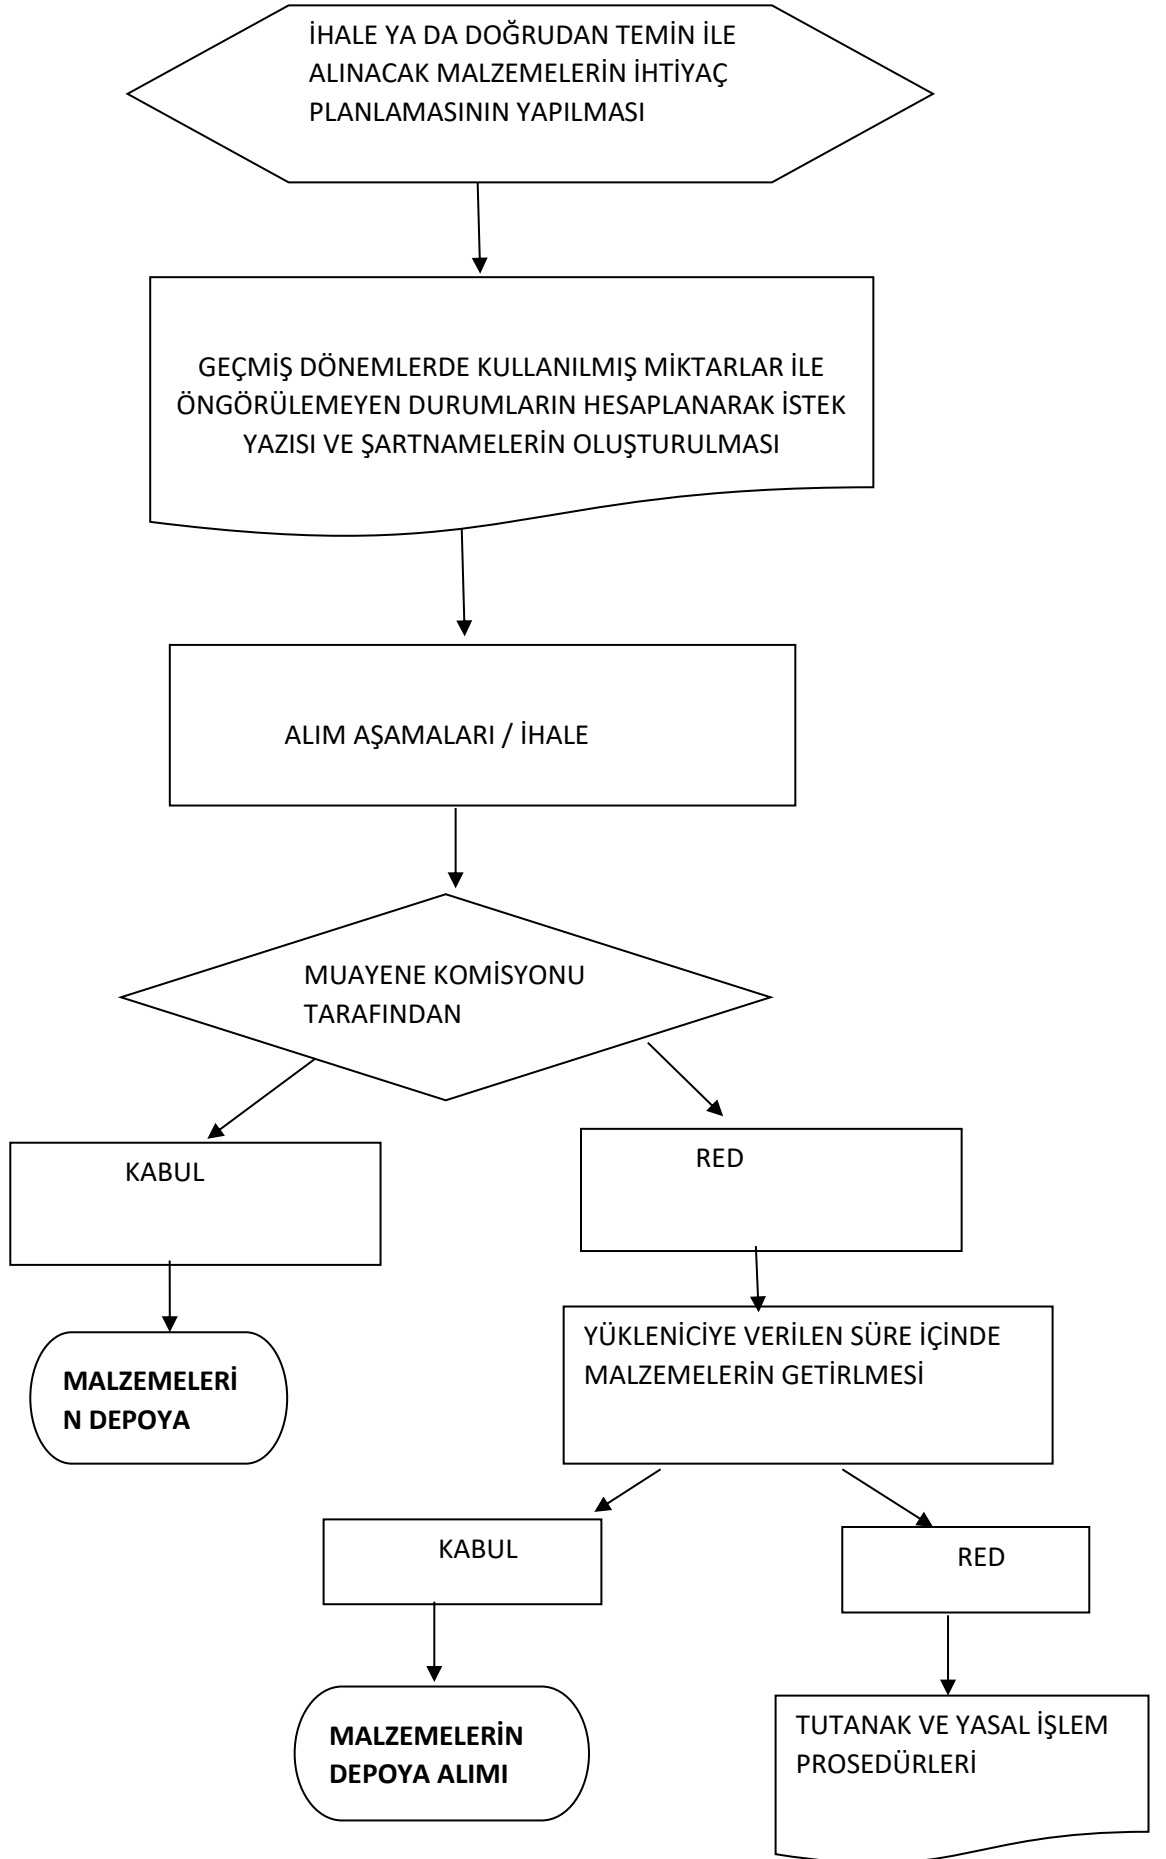 İHALE YA DA DOĞRUDAN TEMİN İLE
ALINACAK MALZEMELERİN İHTİYAÇ
PLANLAMASININ YAPILMASI
GEÇMİŞ DÖNEMLERDE KULLANILMIŞ MİKTARLAR İLE
ÖNGÖRÜLEMEYEN DURUMLARIN HESAPLANARAK İSTEK
YAZISI VE ŞARTNAMELERİN OLUŞTURULMASI
ALIM AŞAMALARI / İHALE
MUAYENE KOMİSYONU
TARAFINDAN
KABUL
RED
MALZEMELERİ
N DEPOYA
YÜKLENİCİYE VERİLEN SÜRE İÇİNDE
MALZEMELERİN GETİRLMESİ
KABUL
RED
MALZEMELERİN
DEPOYA ALIMI
TUTANAK VE YASAL İŞLEM
PROSEDÜRLERİ